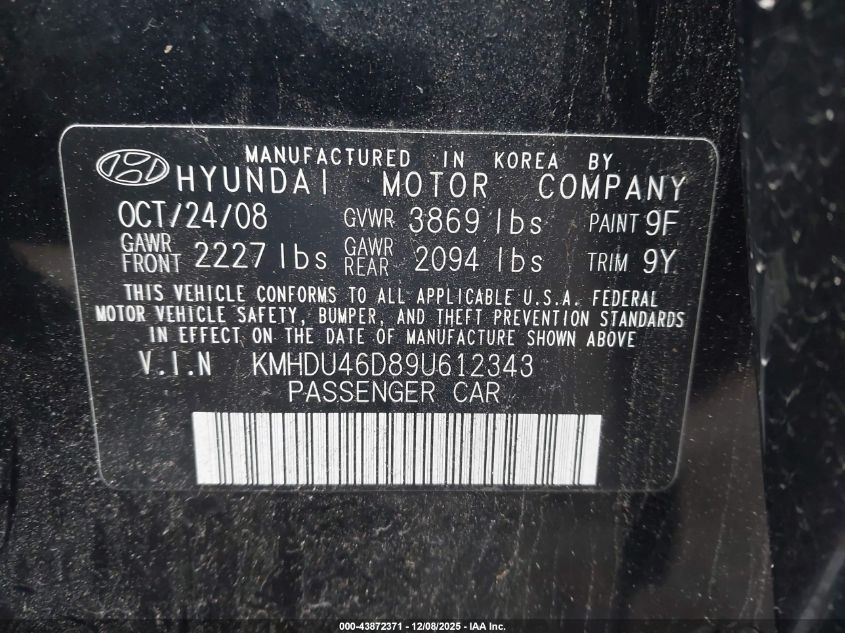 MANUFACTURED IN KOREA BY
HYUNDAI MOTOR COMPANY
OCT/24/08 GVWR 3869 lbs PAINT 9F
GAWR FRONT 2227 lbs GAWR REAR 2094 lbs TRIM 9Y
THIS VEHICLE CONFORMS TO ALL APPLICABLE U.S.A. FEDERAL
MOTOR VEHICLE SAFETY, BUMPER, AND THEFT PREVENTION STANDARDS
IN EFFECT ON THE DATE OF MANUFACTURE SHOWN ABOVE
V.I.N KMHDU46D89U612343
PASSENGER CAR
000-43872371 - 12/08/2025 - IAA Inc.